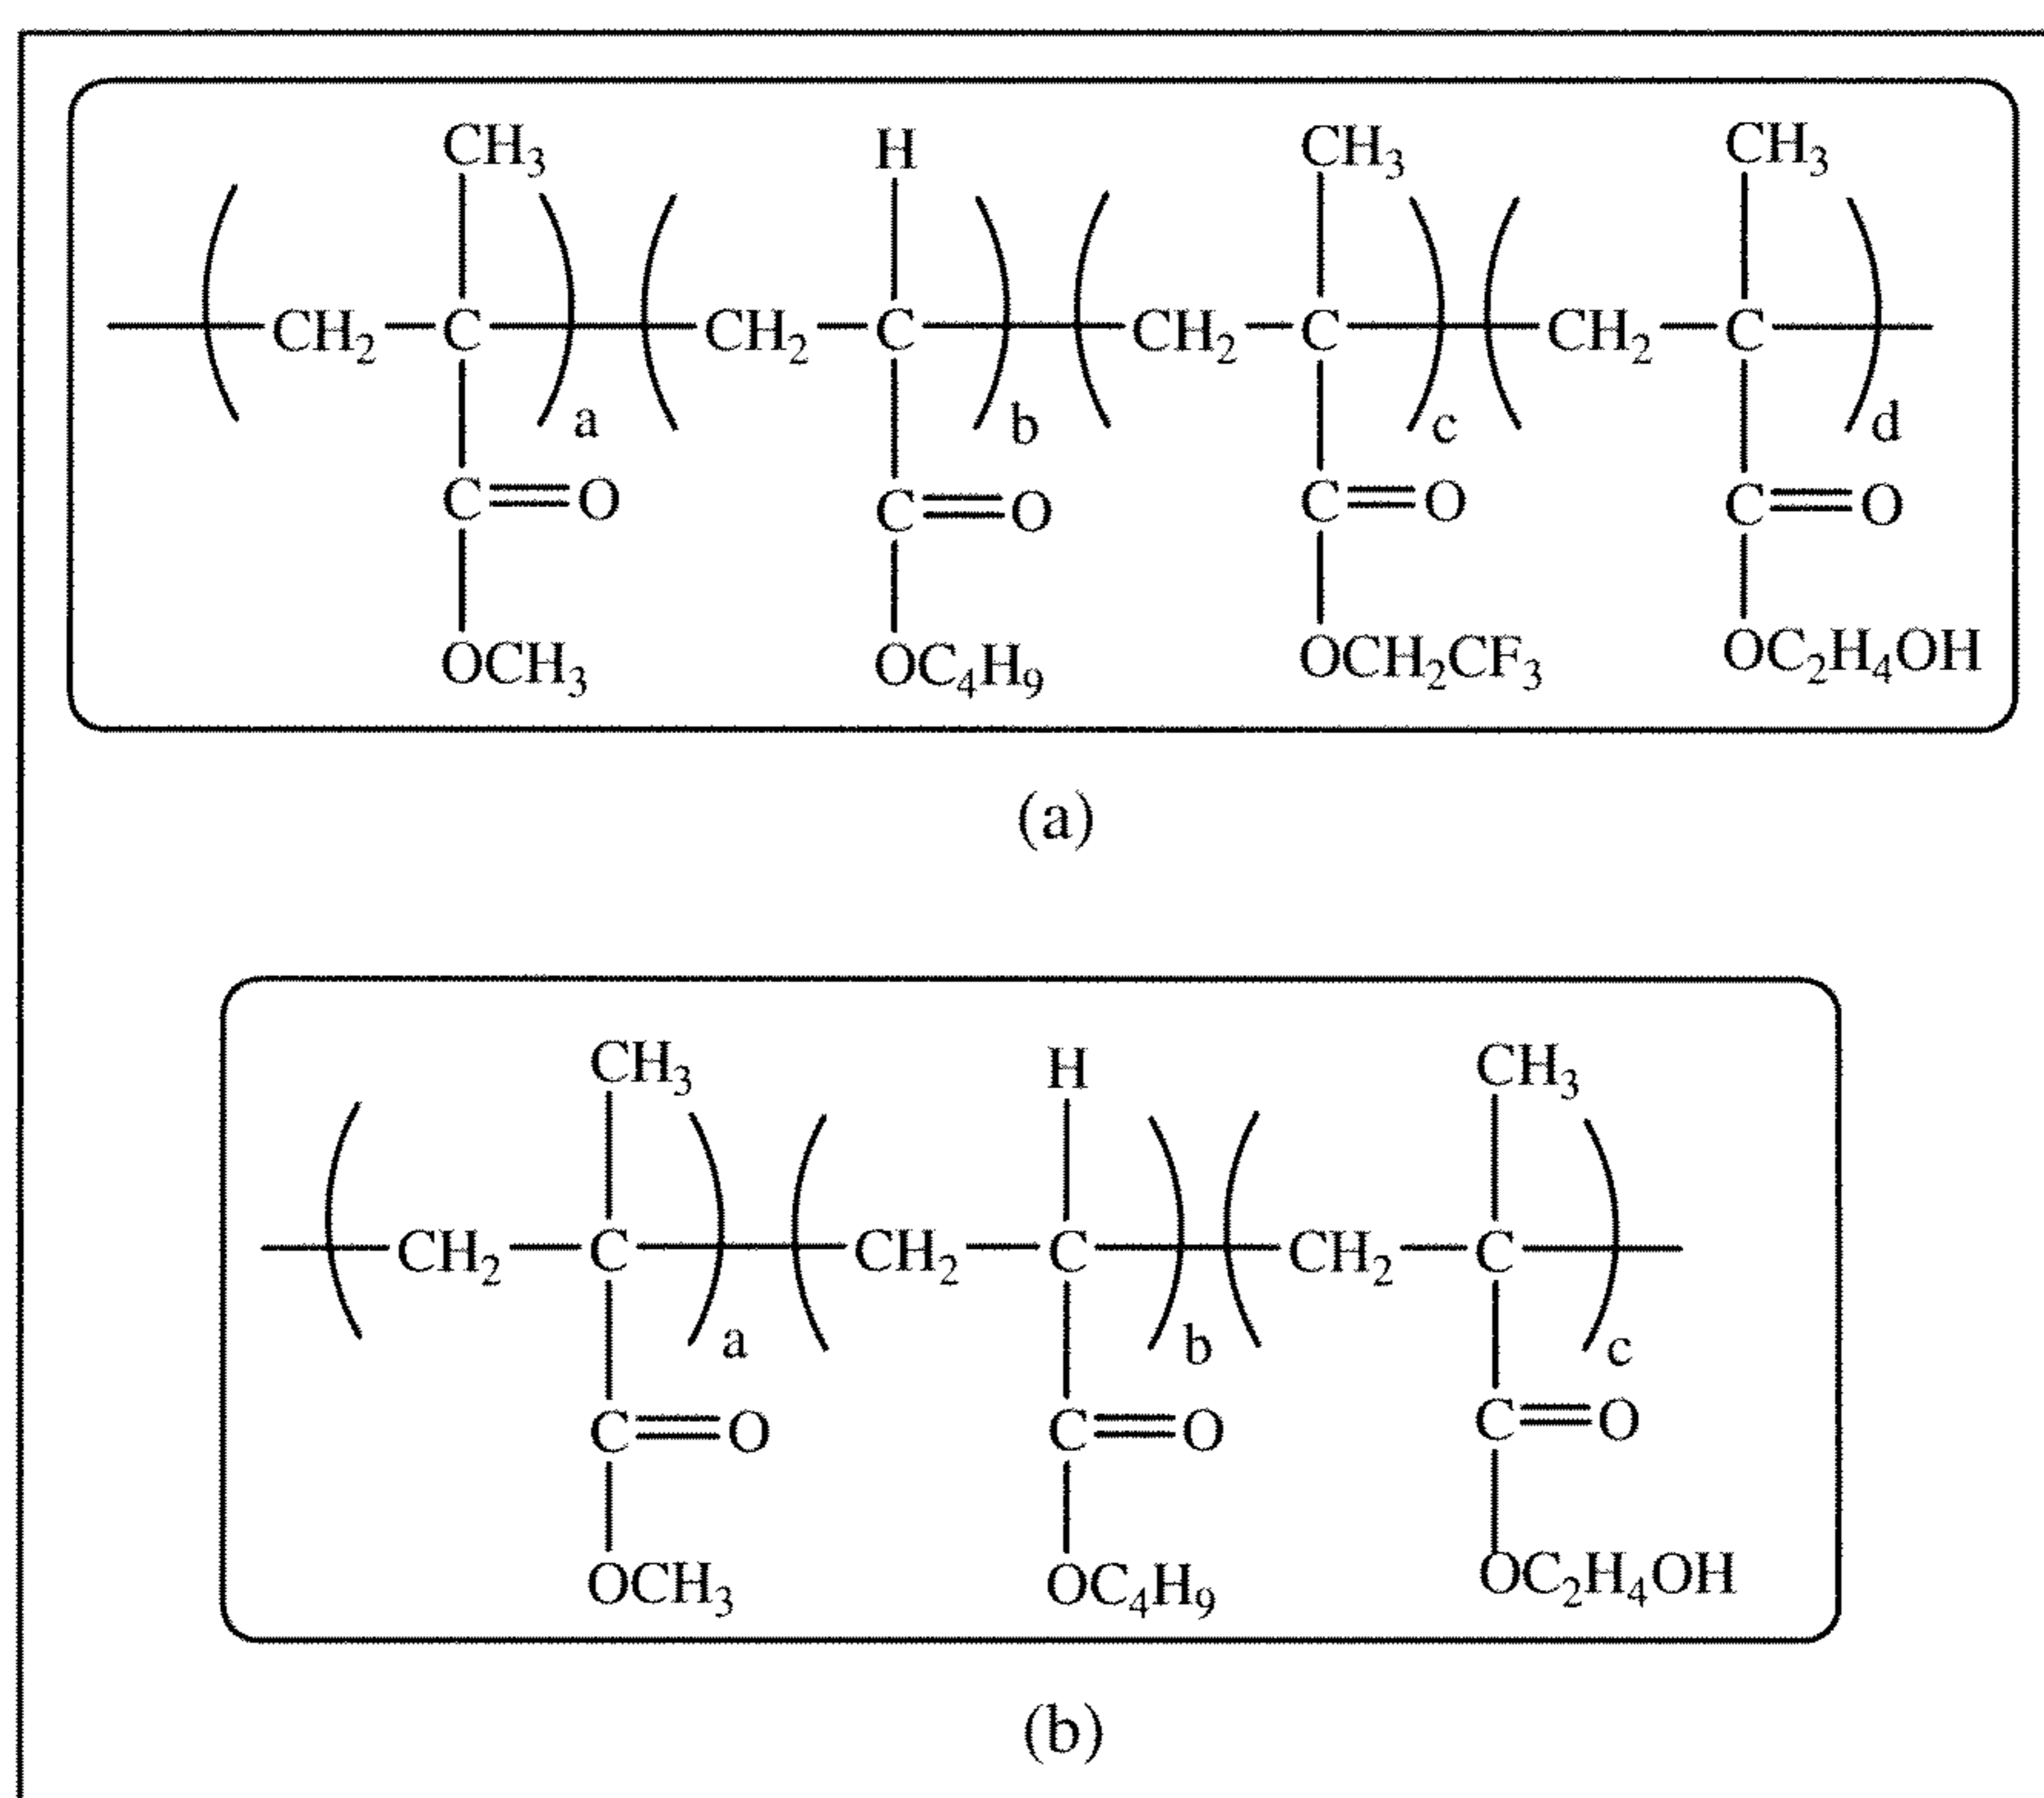 CH₃ H CH₃ CH₃
CH₂ C CH₂ C CH₂ C CH₂ C
a b c d
C O C O C O C O
OCH₃ OC₄H₉ OCH₂CF₃ OC₂H₄OH
(a)
CH₃ H CH₃
CH₂ C CH₂ C CH₂ C
a b c
C O C O C O
OCH₃ OC₄H₉ OC₂H₄OH
(b)